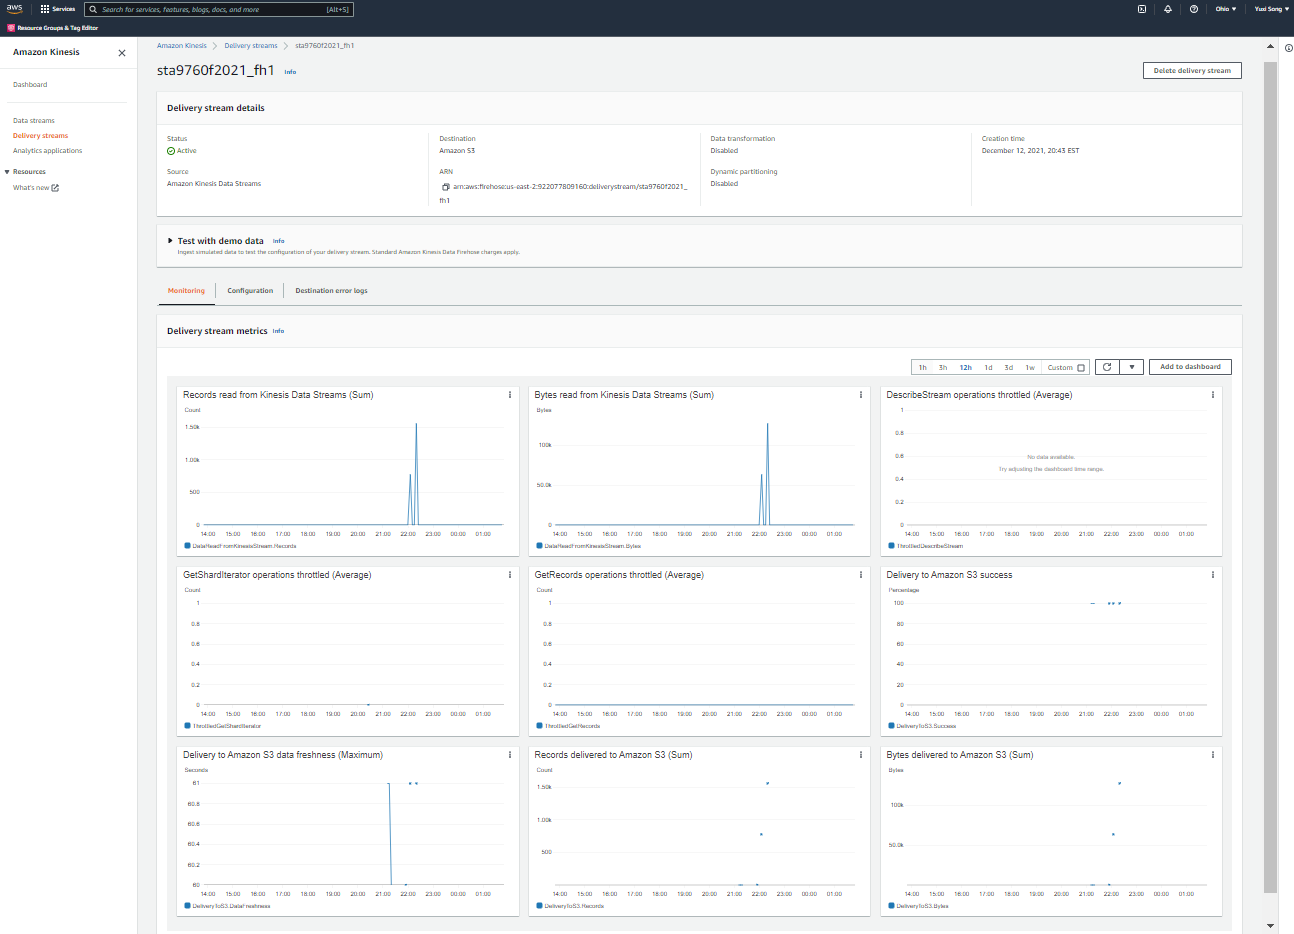 aws Services Search for services, features, blogs, docs, and more [Alt+S] Ohio Yuxi Song
Resource Groups & Tag Editor
Amazon Kinesis
Dashboard
Data streams
Delivery streams
Analytics applications
Resources
What's new
Amazon Kinesis Delivery streams sta9760f2021_fh1
sta9760f2021_fh1 Info Delete delivery stream
Delivery stream details
Status
Active
Source
Amazon Kinesis Data Streams
Destination
Amazon S3
ARN
arn:aws:firehose:us-east-2:922077809160:deliverystream/sta9760f2021_
fh1
Data transformation
Disabled
Dynamic partitioning
Disabled
Creation time
December 12, 2021, 20:43 EST
Test with demo data Info
Ingest simulated data to test the configuration of your delivery stream. Standard Amazon Kinesis Data Firehose charges apply.
Monitoring Configuration Destination error logs
Delivery stream metrics Info
1h 3h 12h 1d 3d 1w Custom Add to dashboard
Records read from Kinesis Data Streams (Sum)
Count
1.50k
1.00k
500
0
14:00 15:00 16:00 17:00 18:00 19:00 20:00 21:00 22:00 23:00 00:00 01:00
DataReadFromKinesisStream.Records
Bytes read from Kinesis Data Streams (Sum)
Bytes
100k
50.0k
0
14:00 15:00 16:00 17:00 18:00 19:00 20:00 21:00 22:00 23:00 00:00 01:00
DataReadFromKinesisStream.Bytes
DescribeStream operations throttled (Average)
1
0.8
0.6
0.4
0.2
0
No data available.
Try adjusting the dashboard time range.
14:00 15:00 16:00 17:00 18:00 19:00 20:00 21:00 22:00 23:00 00:00 01:00
ThrottledDescribeStream
GetShardIterator operations throttled (Average)
Count
1
0.8
0.6
0.4
0.2
0
14:00 15:00 16:00 17:00 18:00 19:00 20:00 21:00 22:00 23:00 00:00 01:00
ThrottledGetShardIterator
GetRecords operations throttled (Average)
Count
1
0.8
0.6
0.4
0.2
0
14:00 15:00 16:00 17:00 18:00 19:00 20:00 21:00 22:00 23:00 00:00 01:00
ThrottledGetRecords
Delivery to Amazon S3 success
Percentage
100
80
60
40
20
0
14:00 15:00 16:00 17:00 18:00 19:00 20:00 21:00 22:00 23:00 00:00 01:00
DeliveryToS3.Success
Delivery to Amazon S3 data freshness (Maximum)
Seconds
61
60.8
60.6
60.4
60.2
60
14:00 15:00 16:00 17:00 18:00 19:00 20:00 21:00 22:00 23:00 00:00 01:00
DeliveryToS3.DataFreshness
Records delivered to Amazon S3 (Sum)
Count
1.50k
1.00k
500
14:00 15:00 16:00 17:00 18:00 19:00 20:00 21:00 22:00 23:00 00:00 01:00
DeliveryToS3.Records
Bytes delivered to Amazon S3 (Sum)
Bytes
100k
50.0k
14:00 15:00 16:00 17:00 18:00 19:00 20:00 21:00 22:00 23:00 00:00 01:00
DeliveryToS3.Bytes